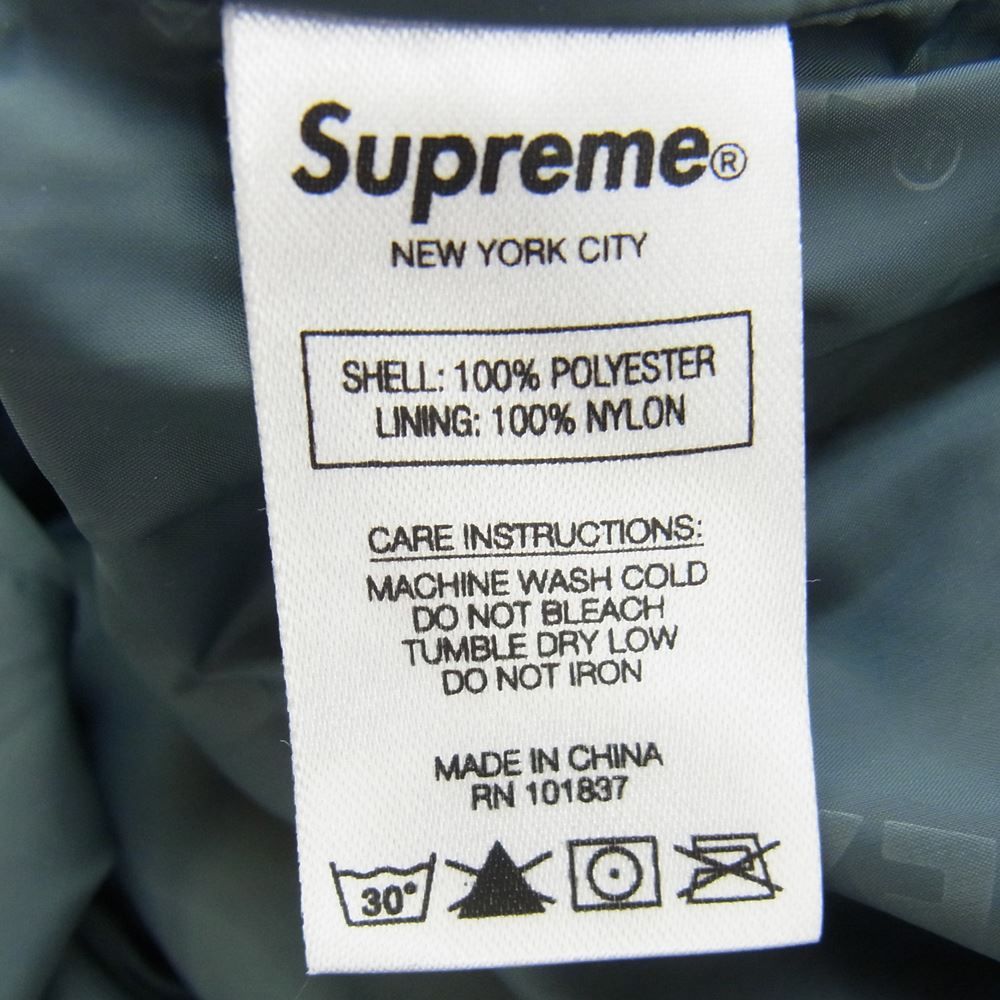 Supreme®
NEW YORK CITY
SHELL: 100% POLYESTER
LINING: 100% NYLON
CARE INSTRUCTIONS:
MACHINE WASH COLD
DO NOT BLEACH
TUMBLE DRY LOW
DO NOT IRON
MADE IN CHINA
RN 101837
30°